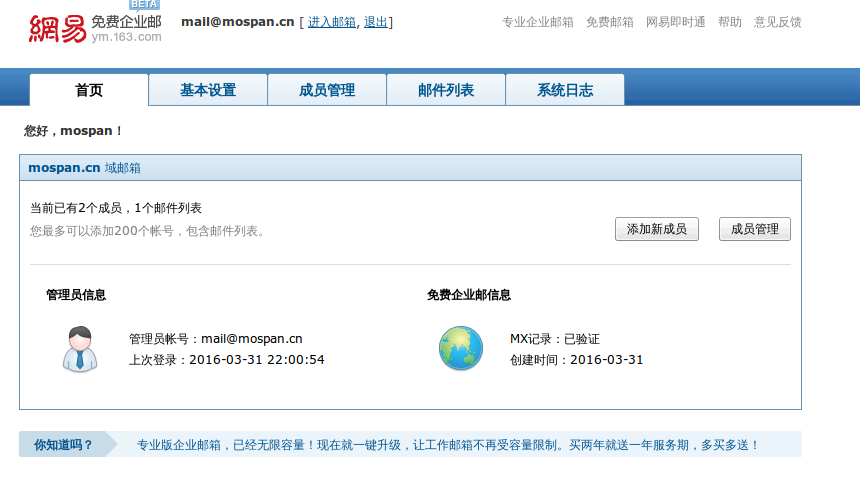 BETA
網易 免费企业邮 mail@mospan.cn [ 进入邮箱, 退出] 专业企业邮箱 免费邮箱 网易即时通 帮助 意见反馈
ym.163.com
首页 基本设置 成员管理 邮件列表 系统日志
您好，mospan！
mospan.cn 域邮箱
当前已有2个成员，1个邮件列表
您最多可以添加200个帐号，包含邮件列表。
添加新成员 成员管理
管理员信息 免费企业邮信息
管理员帐号：mail@mospan.cn MX记录：已验证
上次登录：2016-03-31 22:00:54 创建时间：2016-03-31
你知道吗？ 专业版企业邮箱，已经无限容量！现在就一键升级，让工作邮箱不再受容量限制。买两年就送一年服务期，多买多送！